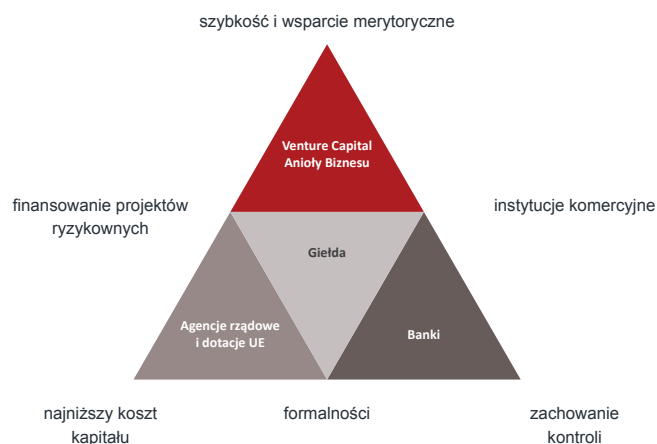 szybkość i wsparcie merytoryczne
Venture Capital
Anioły Biznesu
finansowanie projektów
ryzykownych
instytucje komercyjne
Giełda
Agencje rządowe
i dotacje UE
Banki
najniższy koszt
kapitału
formalności
zachowanie
kontroli